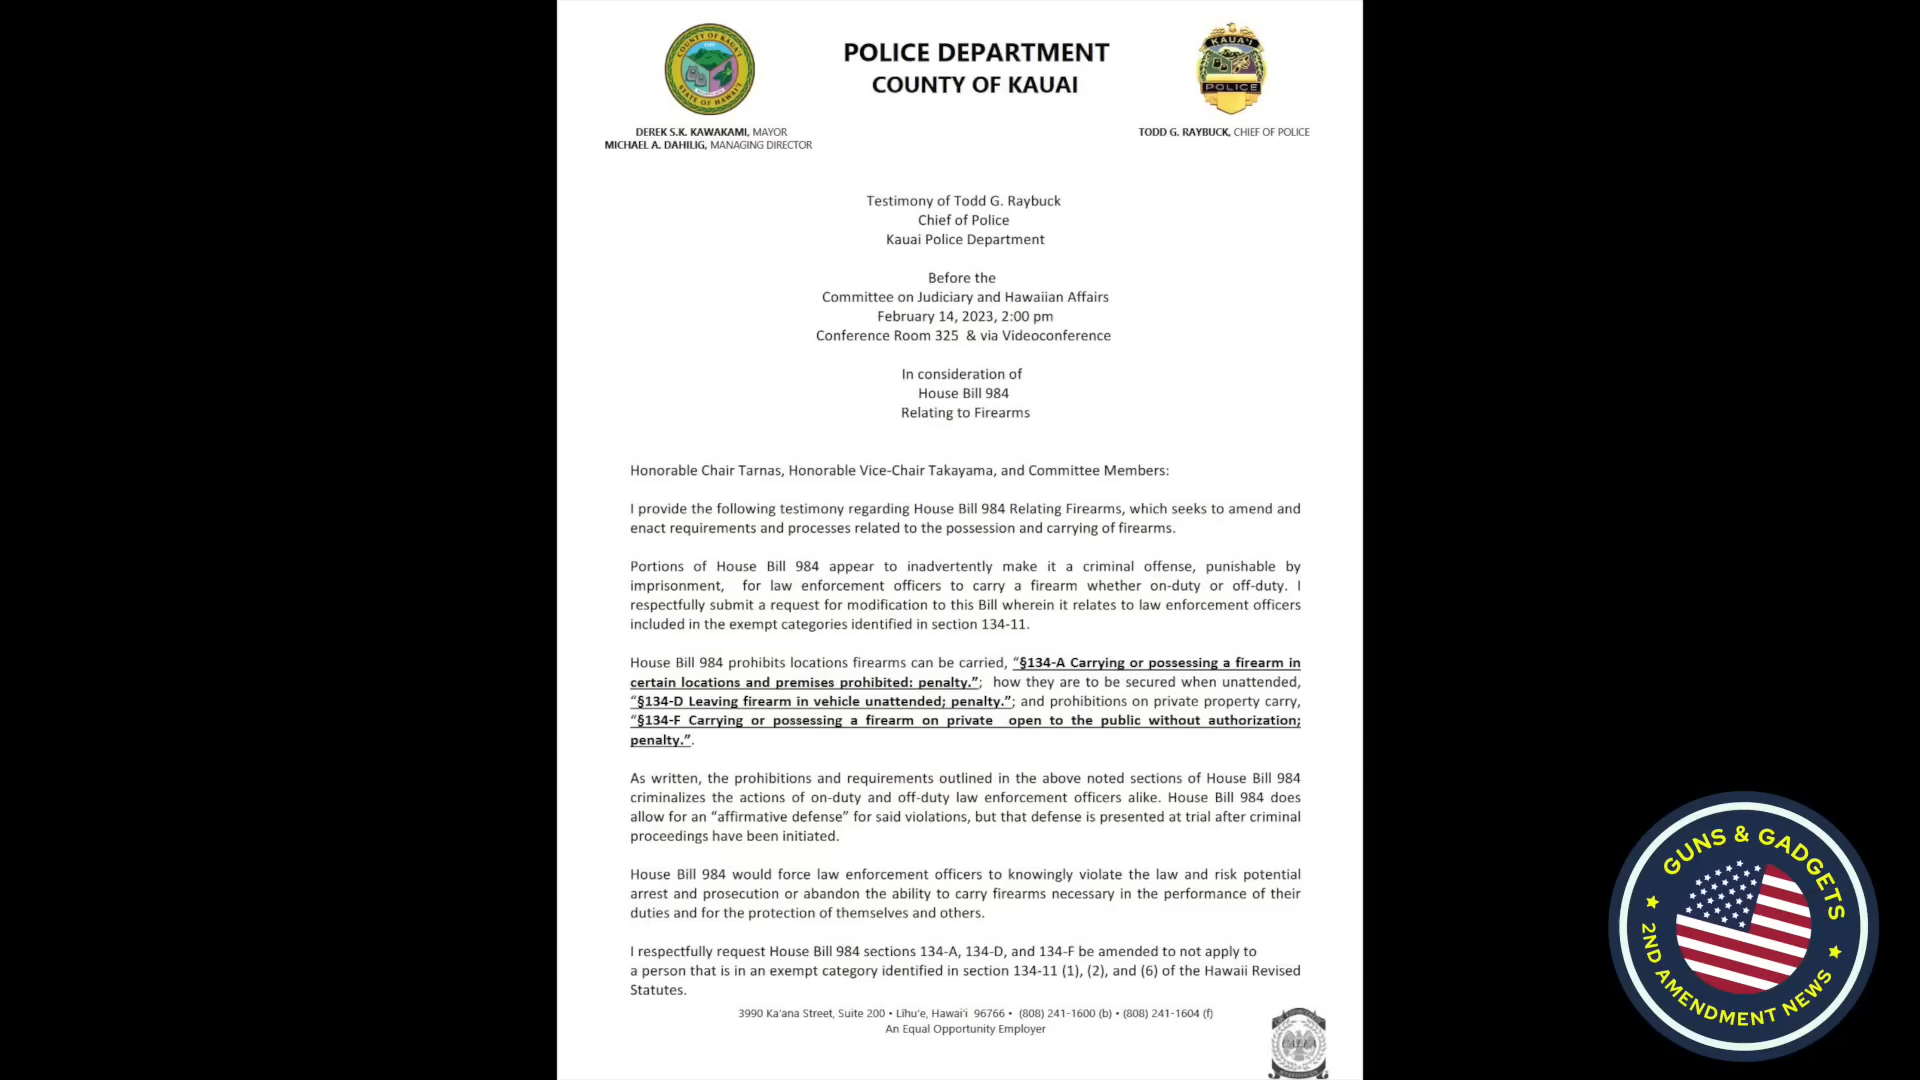 COUNTY OF KAUA'I
STATE OF HAWAI'I
POLICE DEPARTMENT
COUNTY OF KAUAI
KAUA'I
POLICE
DEREK S.K. KAWAKAMI, MAYOR
MICHAEL A. DAHILIG, MANAGING DIRECTOR
TODD G. RAYBUCK, CHIEF OF POLICE
Testimony of Todd G. Raybuck
Chief of Police
Kauai Police Department
Before the
Committee on Judiciary and Hawaiian Affairs
February 14, 2023, 2:00 pm
Conference Room 325 & via Videoconference
In consideration of
House Bill 984
Relating to Firearms
Honorable Chair Tarnas, Honorable Vice-Chair Takayama, and Committee Members:
I provide the following testimony regarding House Bill 984 Relating Firearms, which seeks to amend and
enact requirements and processes related to the possession and carrying of firearms.
Portions of House Bill 984 appear to inadvertently make it a criminal offense, punishable by
imprisonment, for law enforcement officers to carry a firearm whether on-duty or off-duty. I
respectfully submit a request for modification to this Bill wherein it relates to law enforcement officers
included in the exempt categories identified in section 134-11.
House Bill 984 prohibits locations firearms can be carried, “§134-A Carrying or possessing a firearm in
certain locations and premises prohibited: penalty.”; how they are to be secured when unattended,
“§134-D Leaving firearm in vehicle unattended; penalty.”; and prohibitions on private property carry,
“§134-F Carrying or possessing a firearm on private open to the public without authorization;
penalty.”.
As written, the prohibitions and requirements outlined in the above noted sections of House Bill 984
criminalizes the actions of on-duty and off-duty law enforcement officers alike. House Bill 984 does
allow for an “affirmative defense” for said violations, but that defense is presented at trial after criminal
proceedings have been initiated.
House Bill 984 would force law enforcement officers to knowingly violate the law and risk potential
arrest and prosecution or abandon the ability to carry firearms necessary in the performance of their
duties and for the protection of themselves and others.
I respectfully request House Bill 984 sections 134-A, 134-D, and 134-F be amended to not apply to
a person that is in an exempt category identified in section 134-11 (1), (2), and (6) of the Hawaii Revised
Statutes.
3990 Ka'ana Street, Suite 200 • Līhu'e, Hawai'i 96766 • (808) 241-1600 (b) • (808) 241-1604 (f)
An Equal Opportunity Employer
CALEA
GUNS & GADGETS
2ND AMENDMENT NEWS